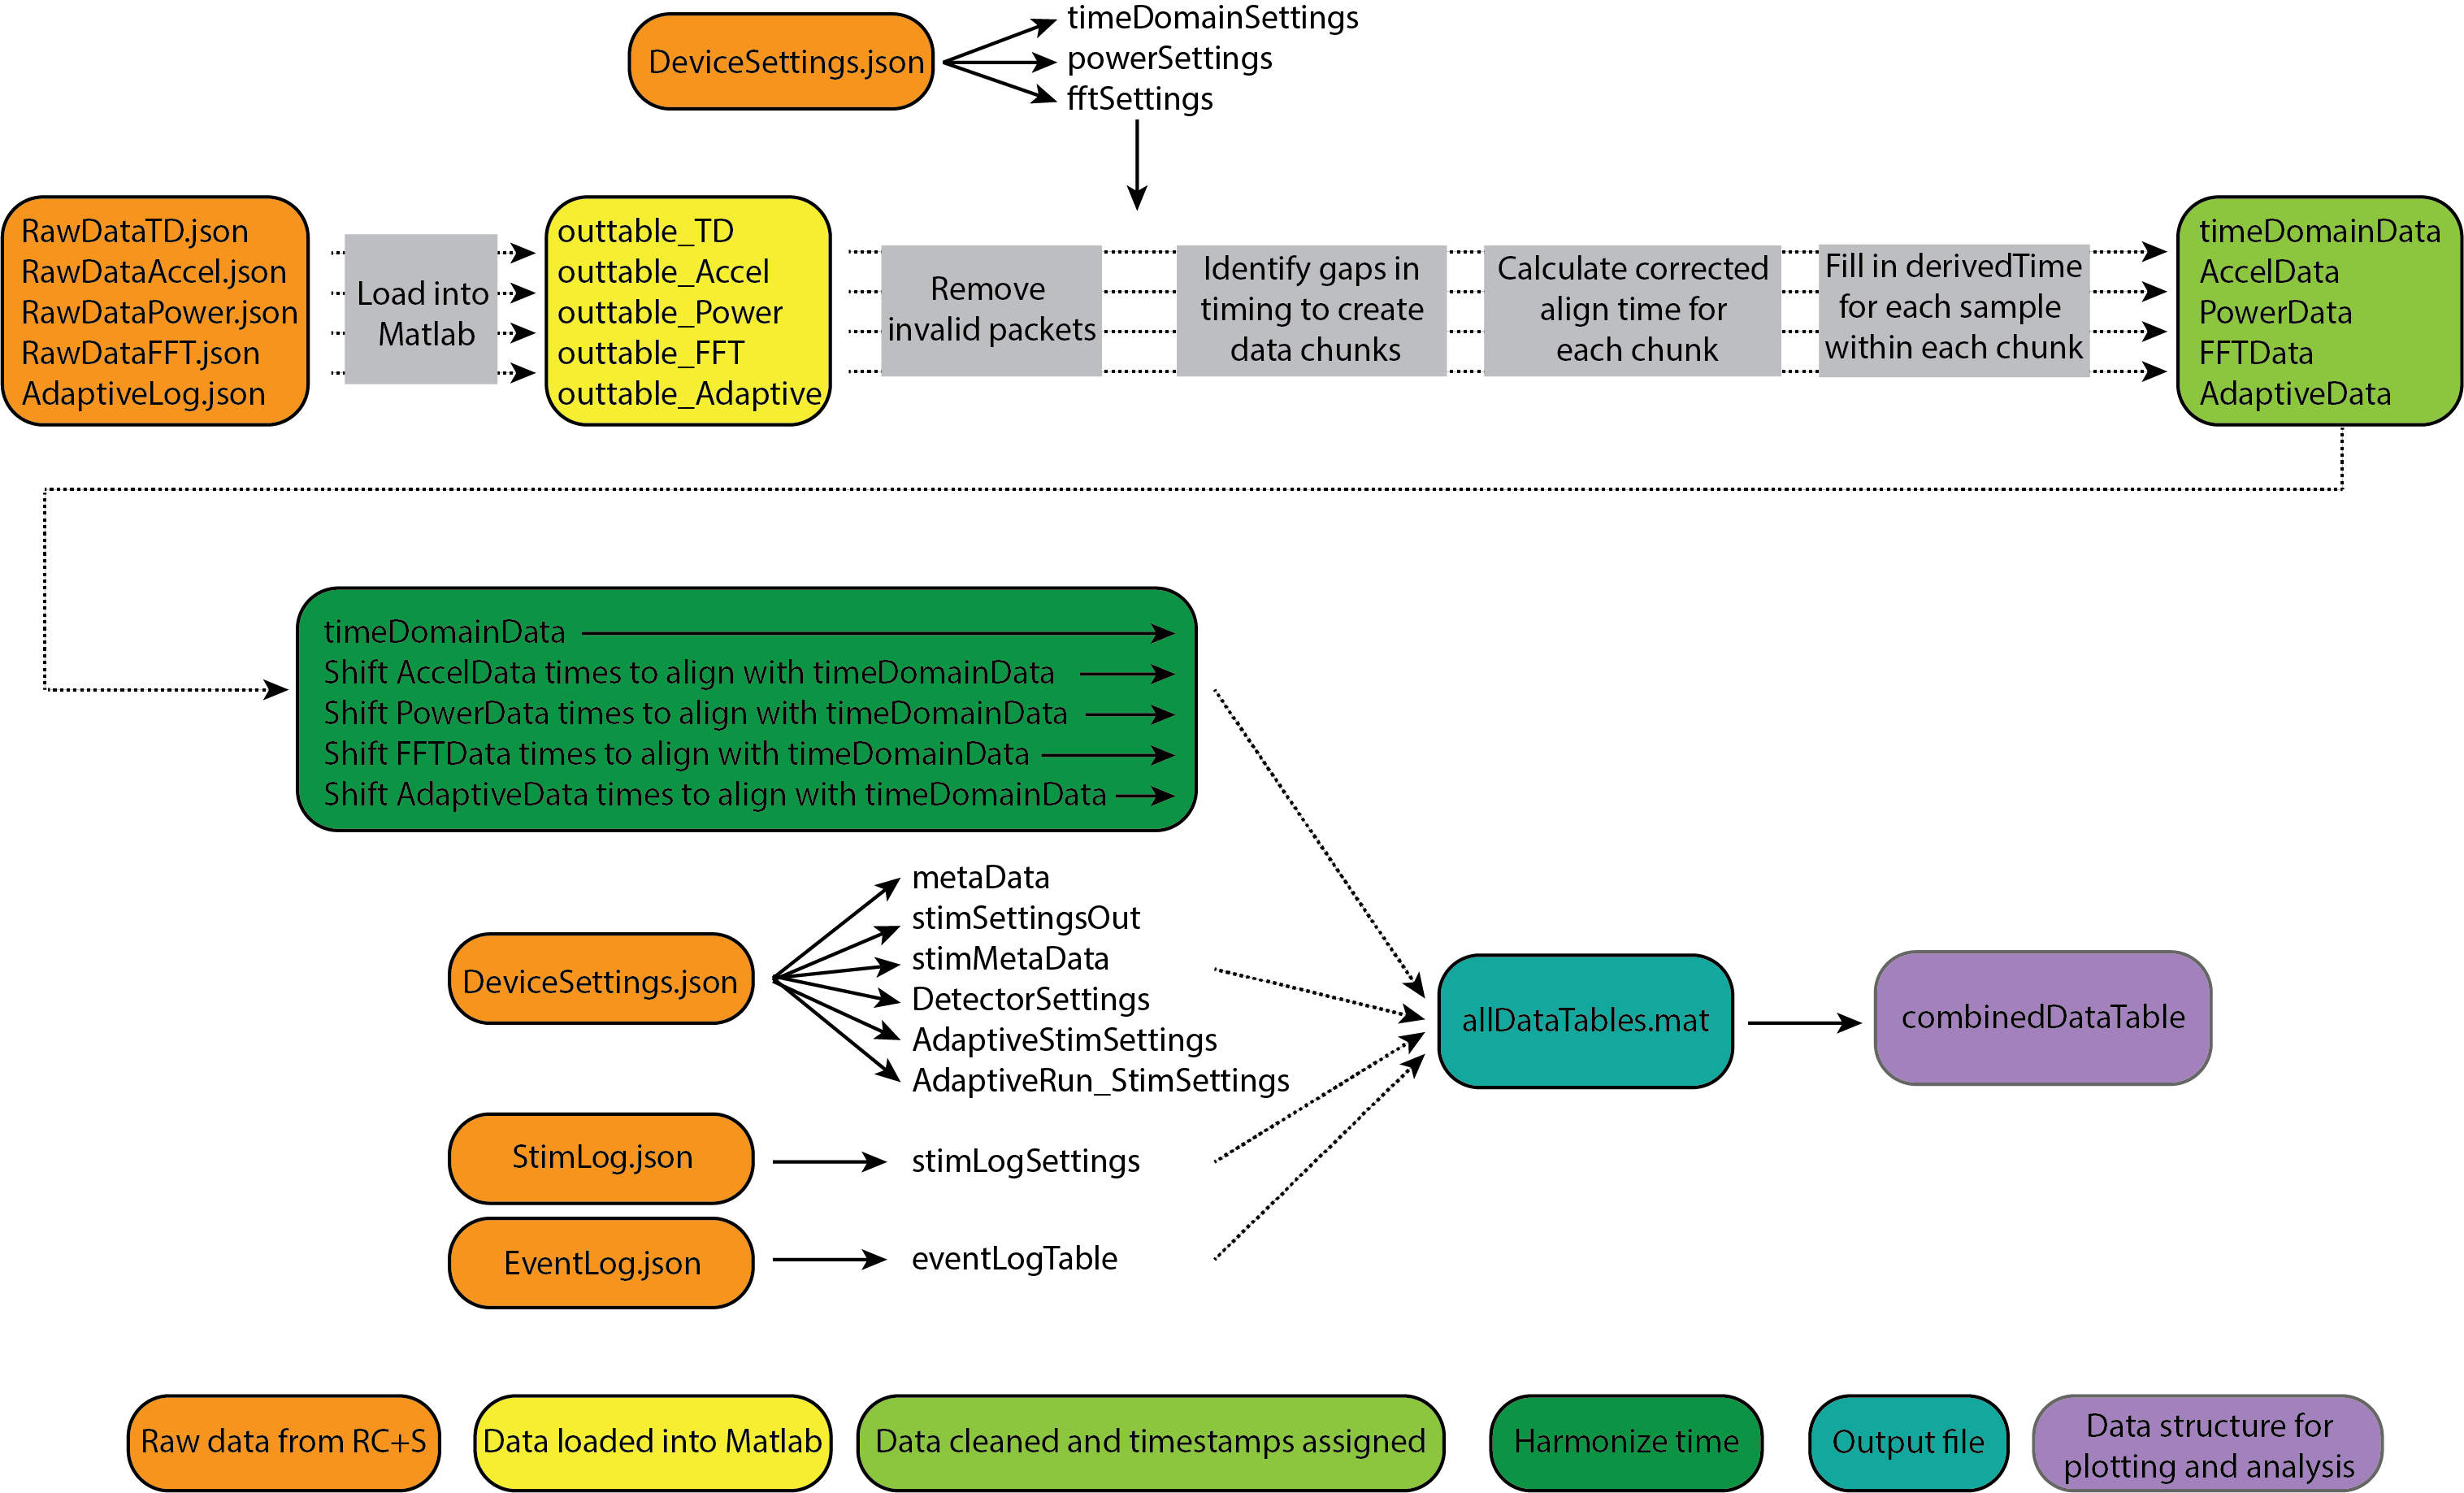 DeviceSettings.json
timeDomainSettings
powerSettings
fftSettings
RawDataTD.json
RawDataAccel.json
RawDataPower.json
RawDataFFT.json
AdaptiveLog.json
Load into
Matlab
outtable_TD
outtable_Accel
outtable_Power
outtable_FFT
outtable_Adaptive
Remove
invalid packets
Identify gaps in
timing to create
data chunks
Calculate corrected
align time for
each chunk
Fill in derivedTime
for each sample
within each chunk
timeDomainData
AccelData
PowerData
FFTData
AdaptiveData
timeDomainData
Shift AccelData times to align with timeDomainData
Shift PowerData times to align with timeDomainData
Shift FFTData times to align with timeDomainData
Shift AdaptiveData times to align with timeDomainData
DeviceSettings.json
metaData
stimSettingsOut
stimMetaData
DetectorSettings
AdaptiveStimSettings
AdaptiveRun_StimSettings
StimLog.json
stimLogSettings
EventLog.json
eventLogTable
allDataTables.mat
combinedDataTable
Raw data from RC+S
Data loaded into Matlab
Data cleaned and timestamps assigned
Harmonize time
Output file
Data structure for
plotting and analysis